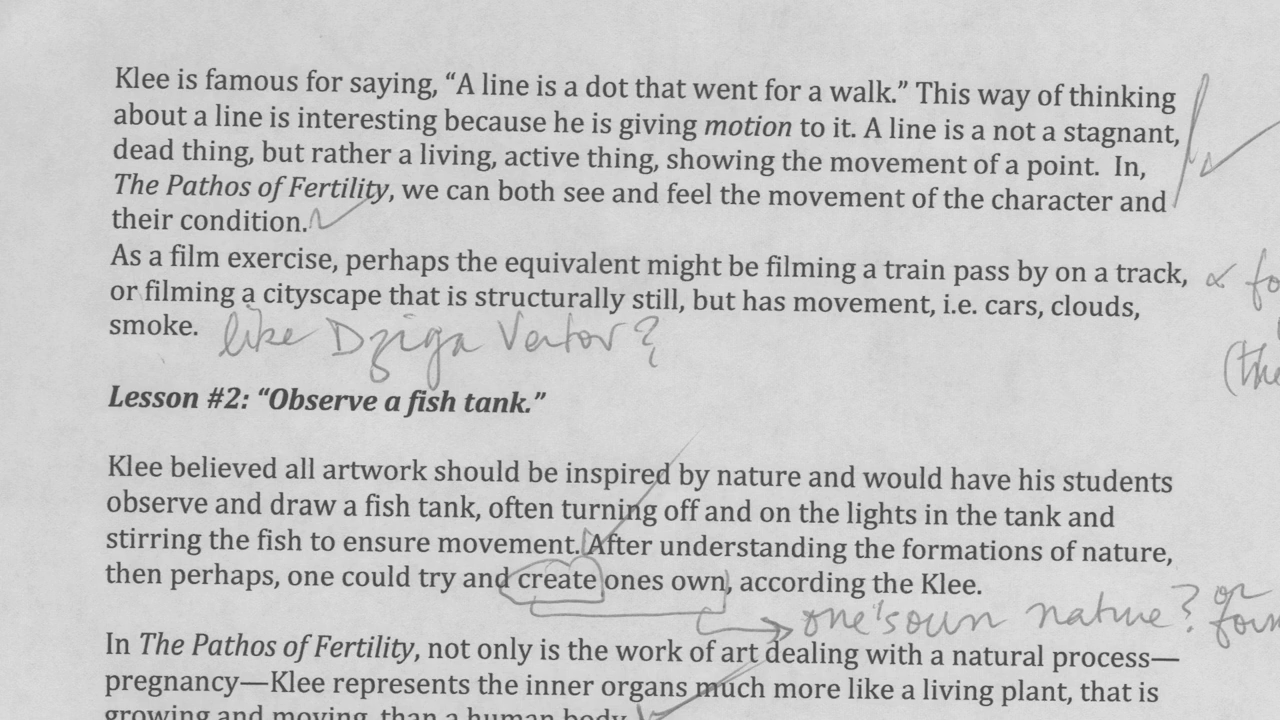 Klee is famous for saying, “A line is a dot that went for a walk.” This way of thinking
about a line is interesting because he is giving motion to it. A line is a not a stagnant,
dead thing, but rather a living, active thing, showing the movement of a point.  In,
The Pathos of Fertility, we can both see and feel the movement of the character and
their condition.
As a film exercise, perhaps the equivalent might be filming a train pass by on a track,
or filming a cityscape that is structurally still, but has movement, i.e. cars, clouds,
smoke.
like Dziga Vertov?
(the
Lesson #2: “Observe a fish tank.”
Klee believed all artwork should be inspired by nature and would have his students
observe and draw a fish tank, often turning off and on the lights in the tank and
stirring the fish to ensure movement. After understanding the formations of nature,
then perhaps, one could try and create ones own, according the Klee.
one's own nature? or
In The Pathos of Fertility, not only is the work of art dealing with a natural process—
pregnancy—Klee represents the inner organs much more like a living plant, that is
growing and moving, than a human body.